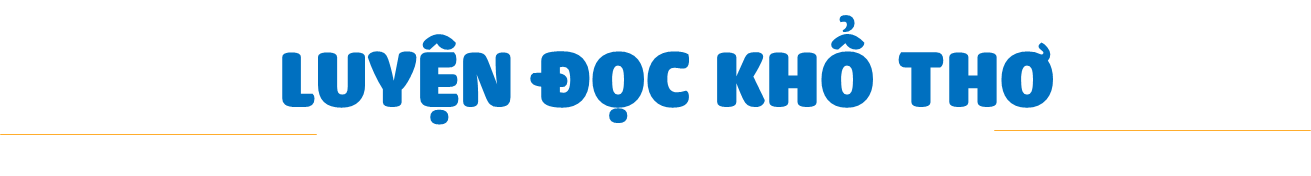 LUYỆN ĐỌC KHỔ THƠ